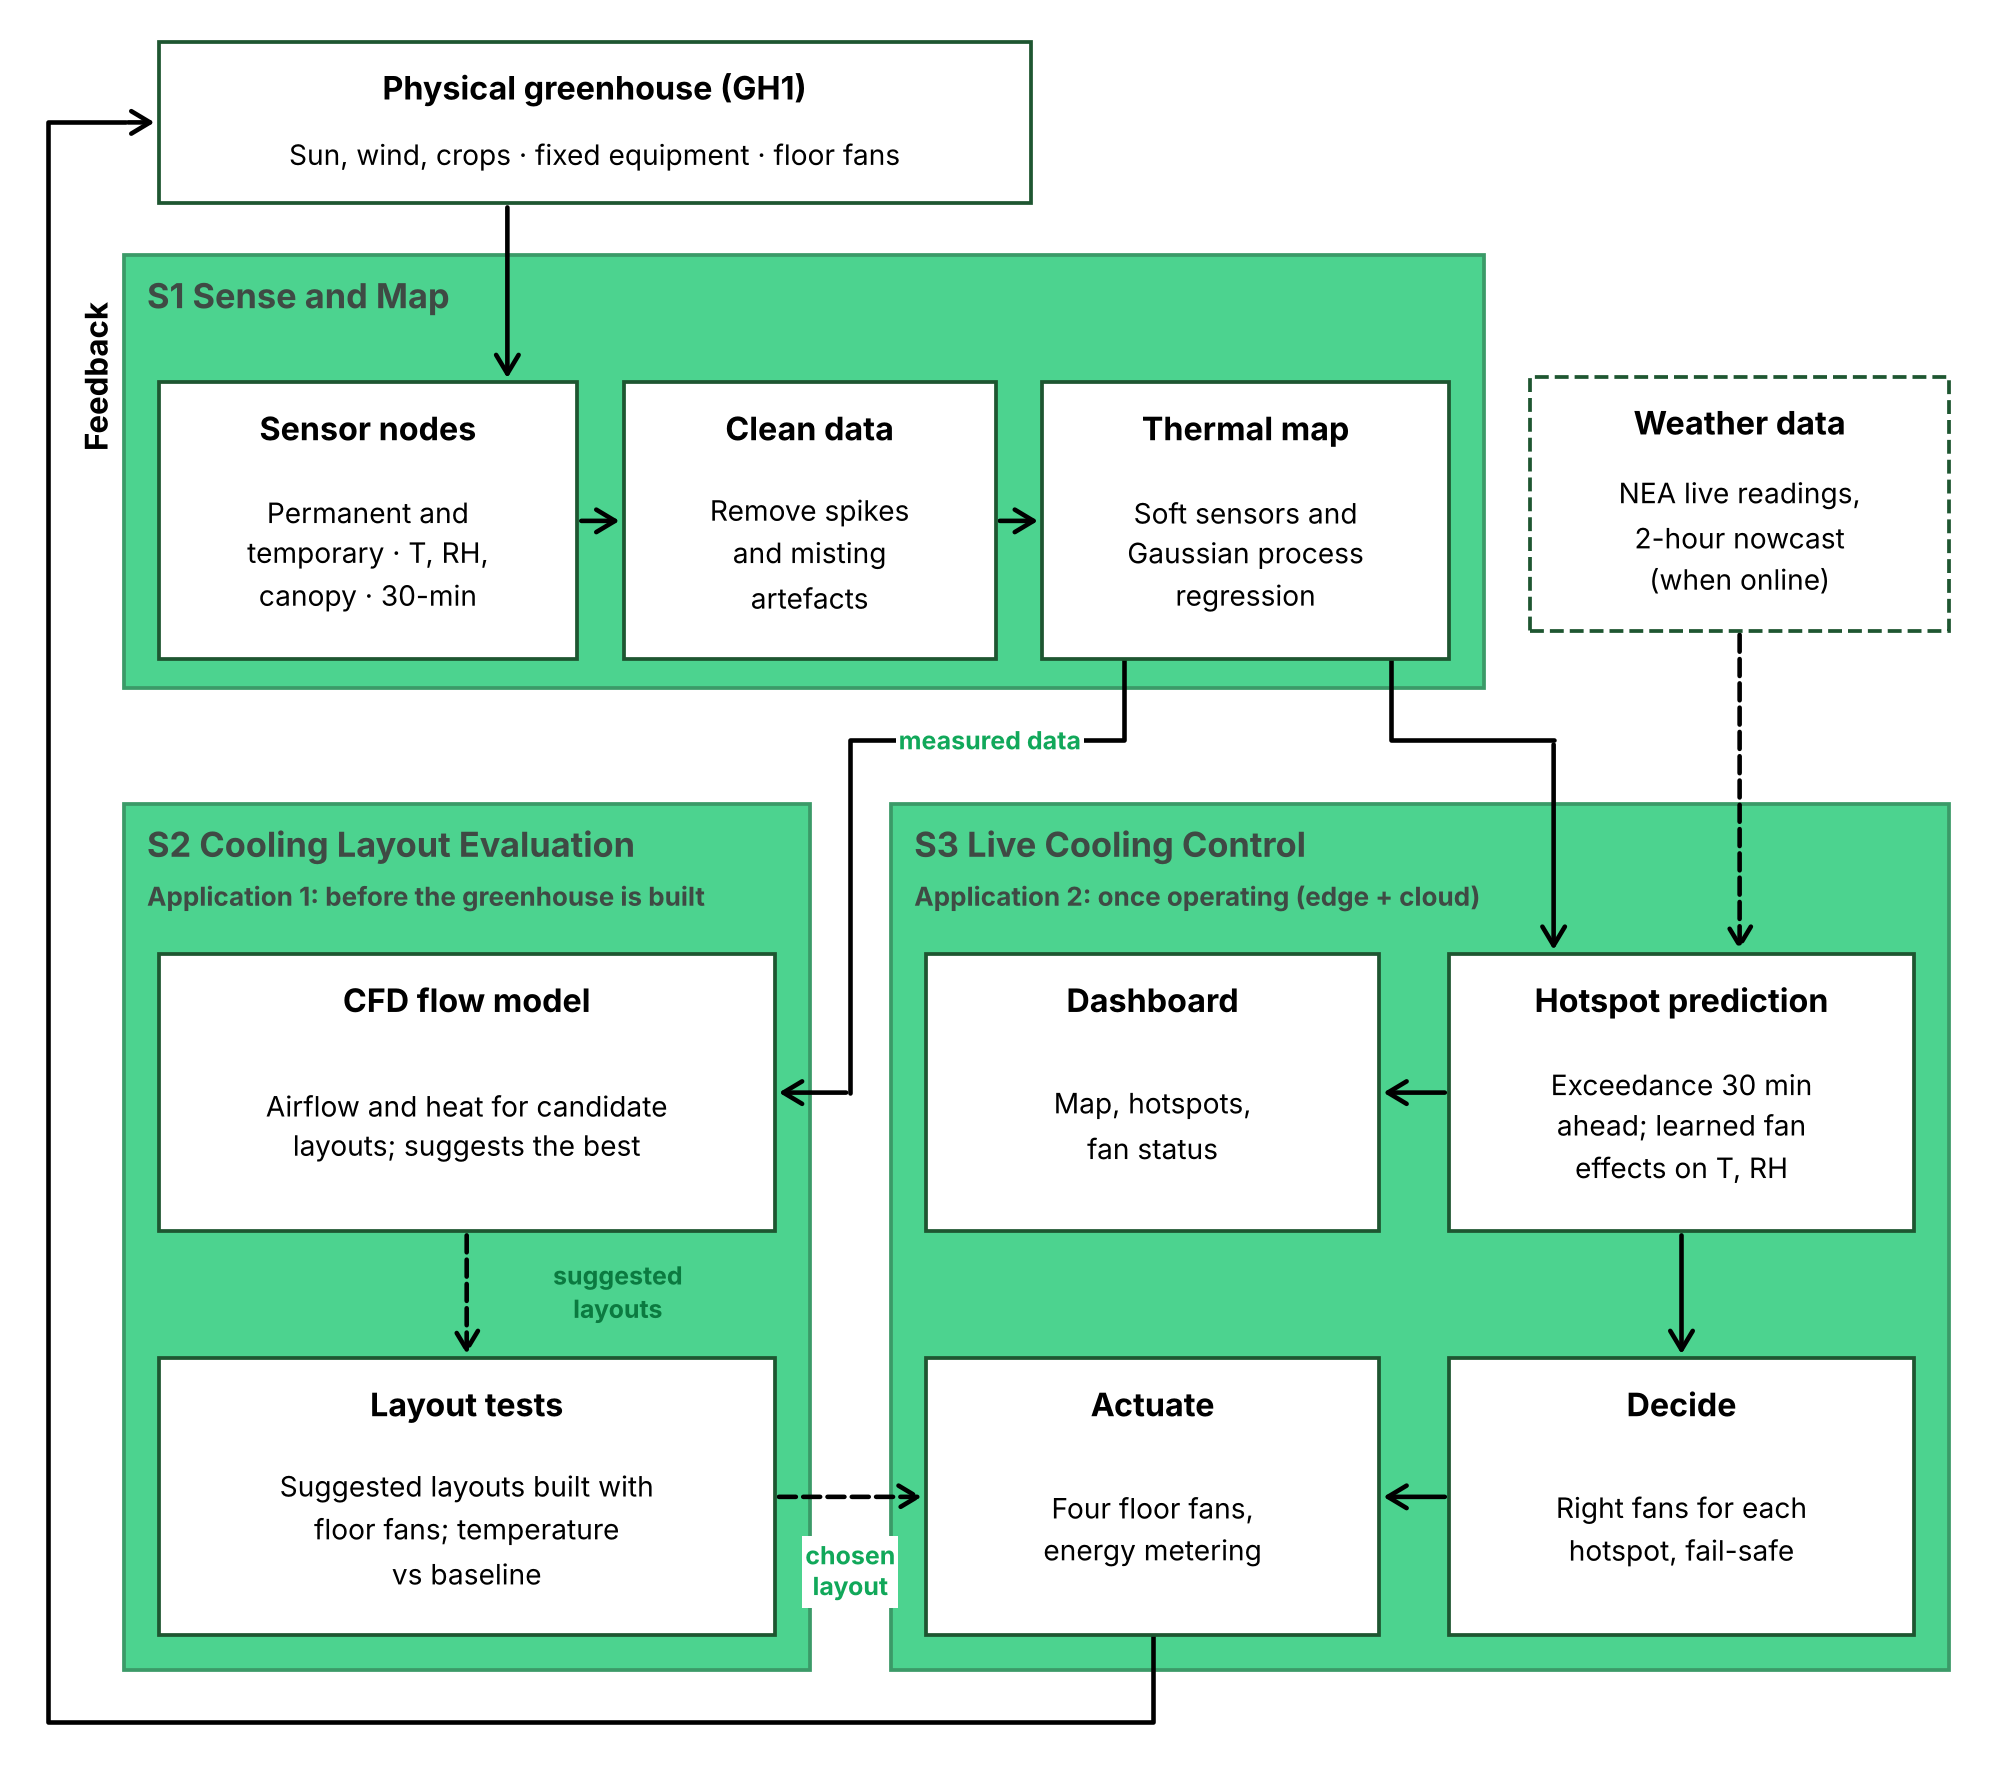 Physical greenhouse (GH1)
Sun, wind, crops · fixed equipment · floor fans
Feedback
S1 Sense and Map
Sensor nodes
Permanent and
temporary · T, RH,
canopy · 30-min
Clean data
Remove spikes
and misting
artefacts
Thermal map
Soft sensors and
Gaussian process
regression
Weather data
NEA live readings,
2-hour nowcast
(when online)
measured data
S2 Cooling Layout Evaluation
Application 1: before the greenhouse is built
CFD flow model
Airflow and heat for candidate
layouts; suggests the best
suggested
layouts
Layout tests
Suggested layouts built with
floor fans; temperature
vs baseline
chosen
layout
S3 Live Cooling Control
Application 2: once operating (edge + cloud)
Dashboard
Map, hotspots,
fan status
Hotspot prediction
Exceedance 30 min
ahead; learned fan
effects on T, RH
Actuate
Four floor fans,
energy metering
Decide
Right fans for each
hotspot, fail-safe